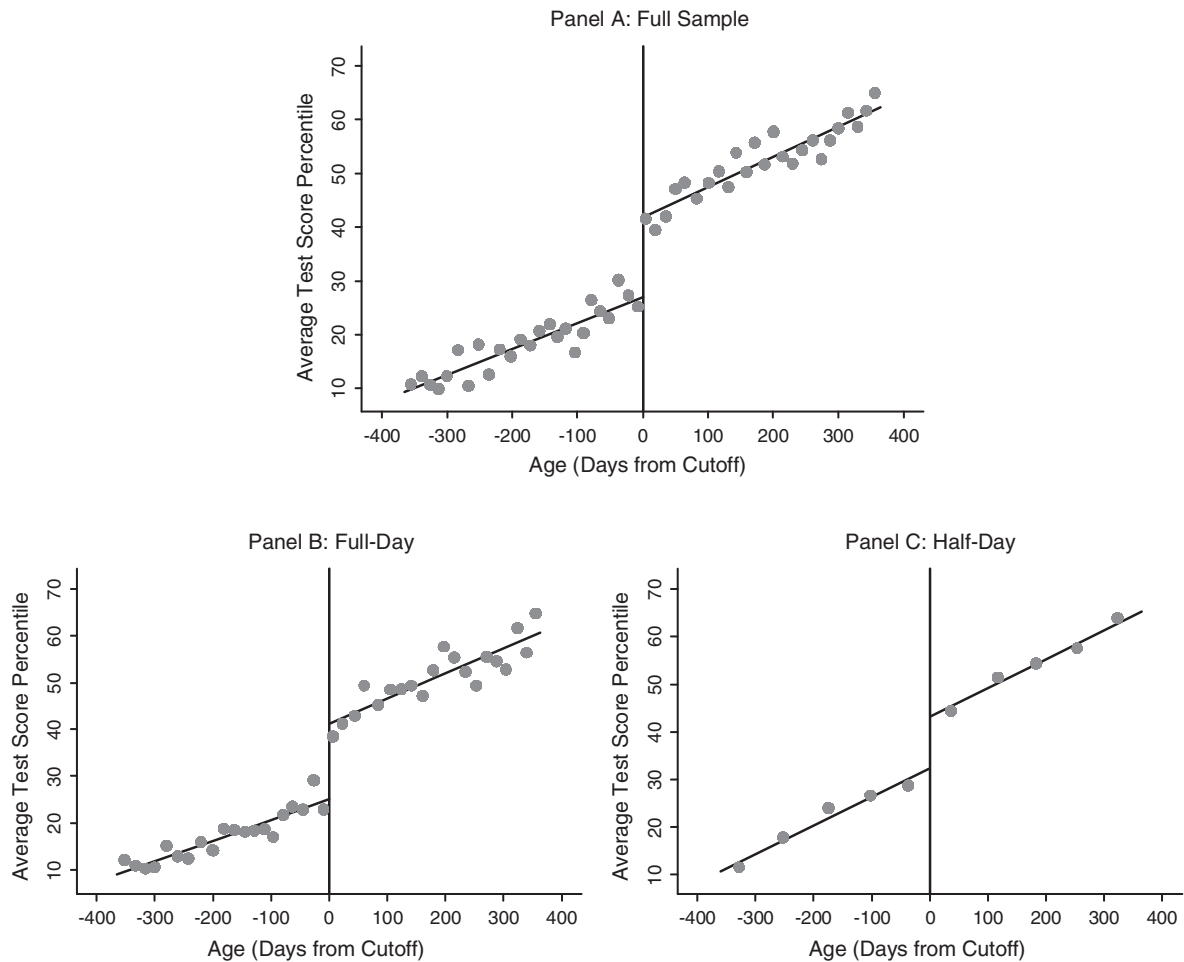 Panel A: Full Sample
Average Test Score Percentile
70
60
50
40
30
20
10
-400 -300 -200 -100 0 100 200 300 400
Age (Days from Cutoff)
Panel B: Full-Day
Average Test Score Percentile
70
60
50
40
30
20
10
-400 -300 -200 -100 0 100 200 300 400
Age (Days from Cutoff)
Panel C: Half-Day
Average Test Score Percentile
70
60
50
40
30
20
10
-400 -300 -200 -100 0 100 200 300 400
Age (Days from Cutoff)